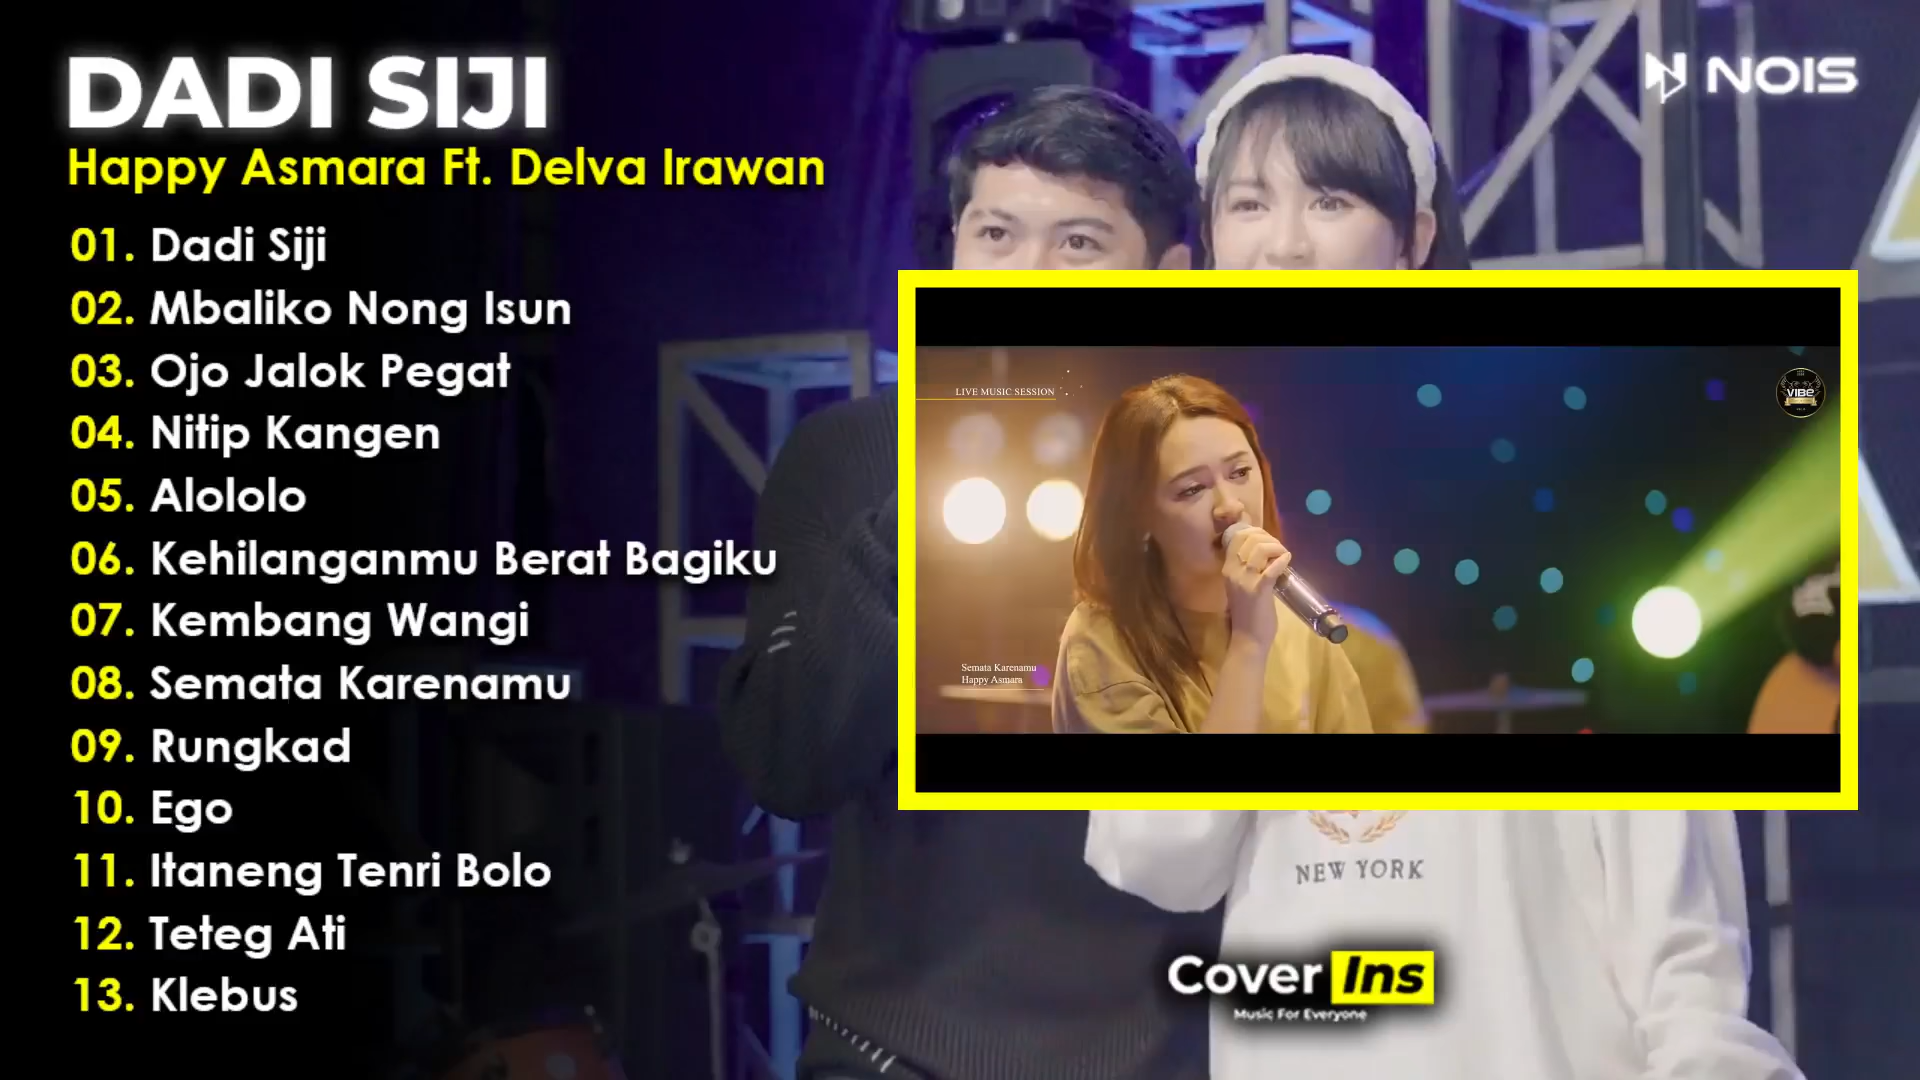 DADI SIJI
Happy Asmara Ft. Delva Irawan
01. Dadi Siji
02. Mbaliko Nong Isun
03. Ojo Jalok Pegat
04. Nitip Kangen
05. Alololo
06. Kehilanganmu Berat Bagiku
07. Kembang Wangi
08. Semata Karenamu
09. Rungkad
10. Ego
11. Itaneng Tenri Bolo
12. Teteg Ati
13. Klebus
NOIS
LIVE MUSIC SESSION
VIBE
Semata Karenamu
Happy Asmara
NEW YORK
Cover Ins
Music For Everyone